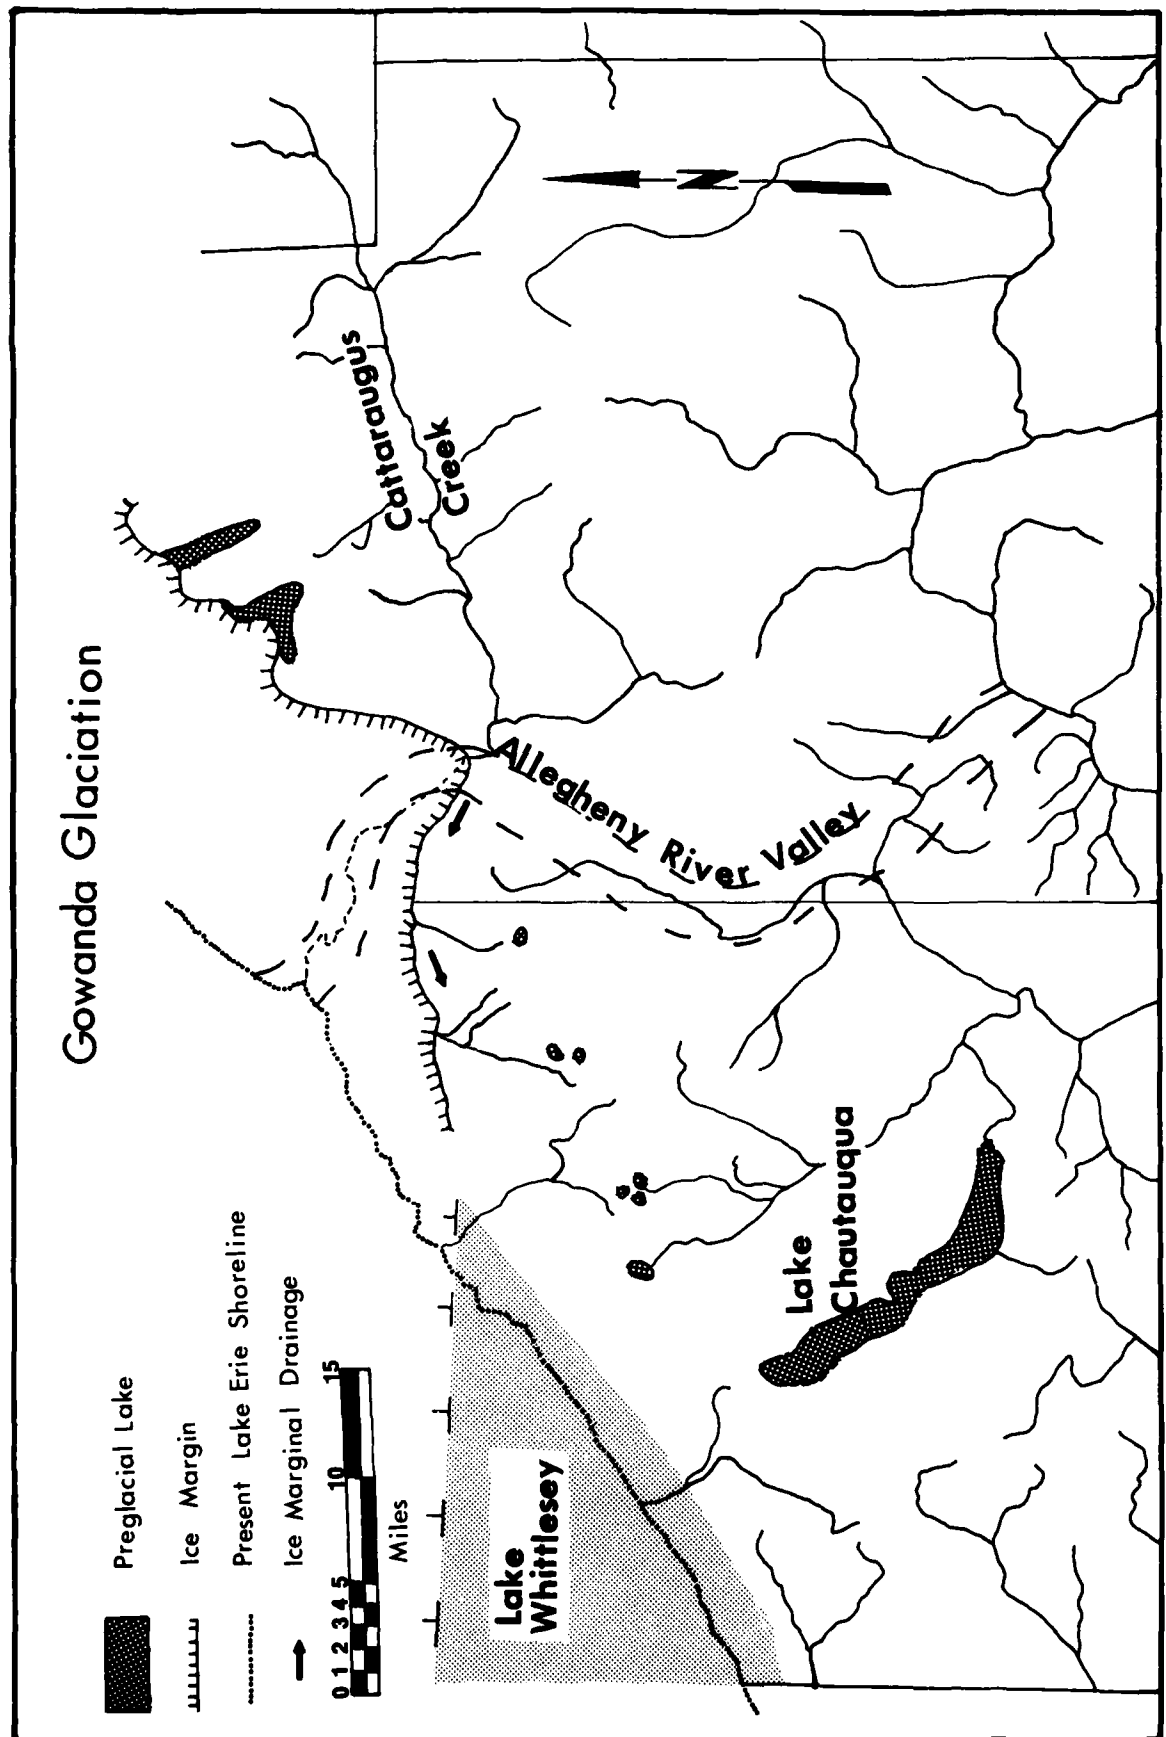 Gowanda Glaciation
Preglacial Lake
Ice Margin
Present Lake Erie Shoreline
Ice Marginal Drainage
0 1 2 3 4 5 10 15
Miles
Cattaraugus
Creek
N
Allegheny River Valley
Lake
Whittlesey
Lake
Chautauqua